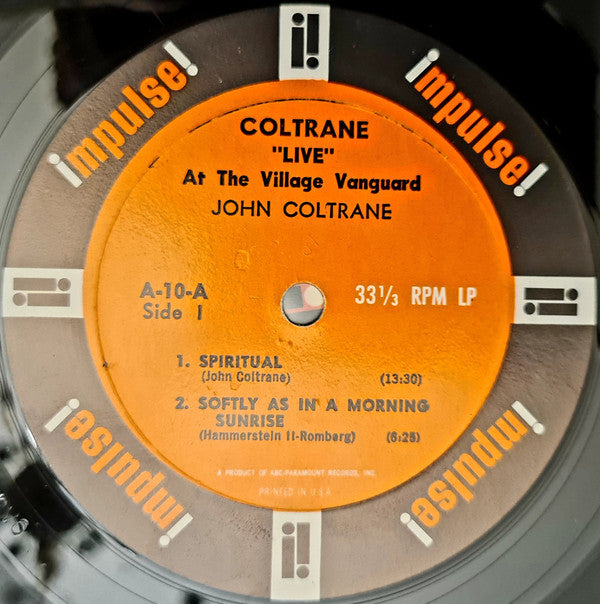 impulse!
impulse!
COLTRANE
"LIVE"
At The Village Vanguard
JOHN COLTRANE
A-10-A
Side 1
33 1/3 RPM LP
1. SPIRITUAL
(John Coltrane)
(13:30)
2. SOFTLY AS IN A MORNING
SUNRISE
(Hammerstein II-Romberg)
(6:25)
A PRODUCT OF ABC-PARAMOUNT RECORDS, INC.
PRINTED IN U.S.A.
impulse!
impulse!